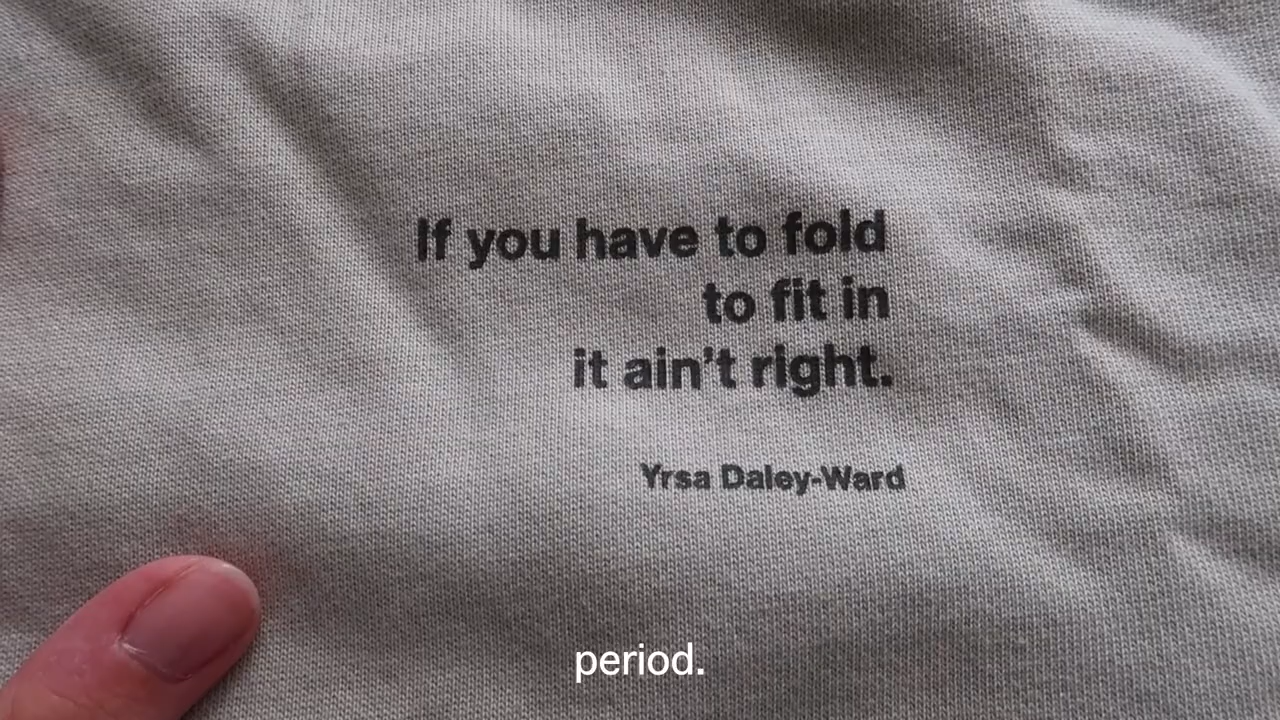 If you have to fold
to fit in
it ain't right.
Yrsa Daley-Ward
period.